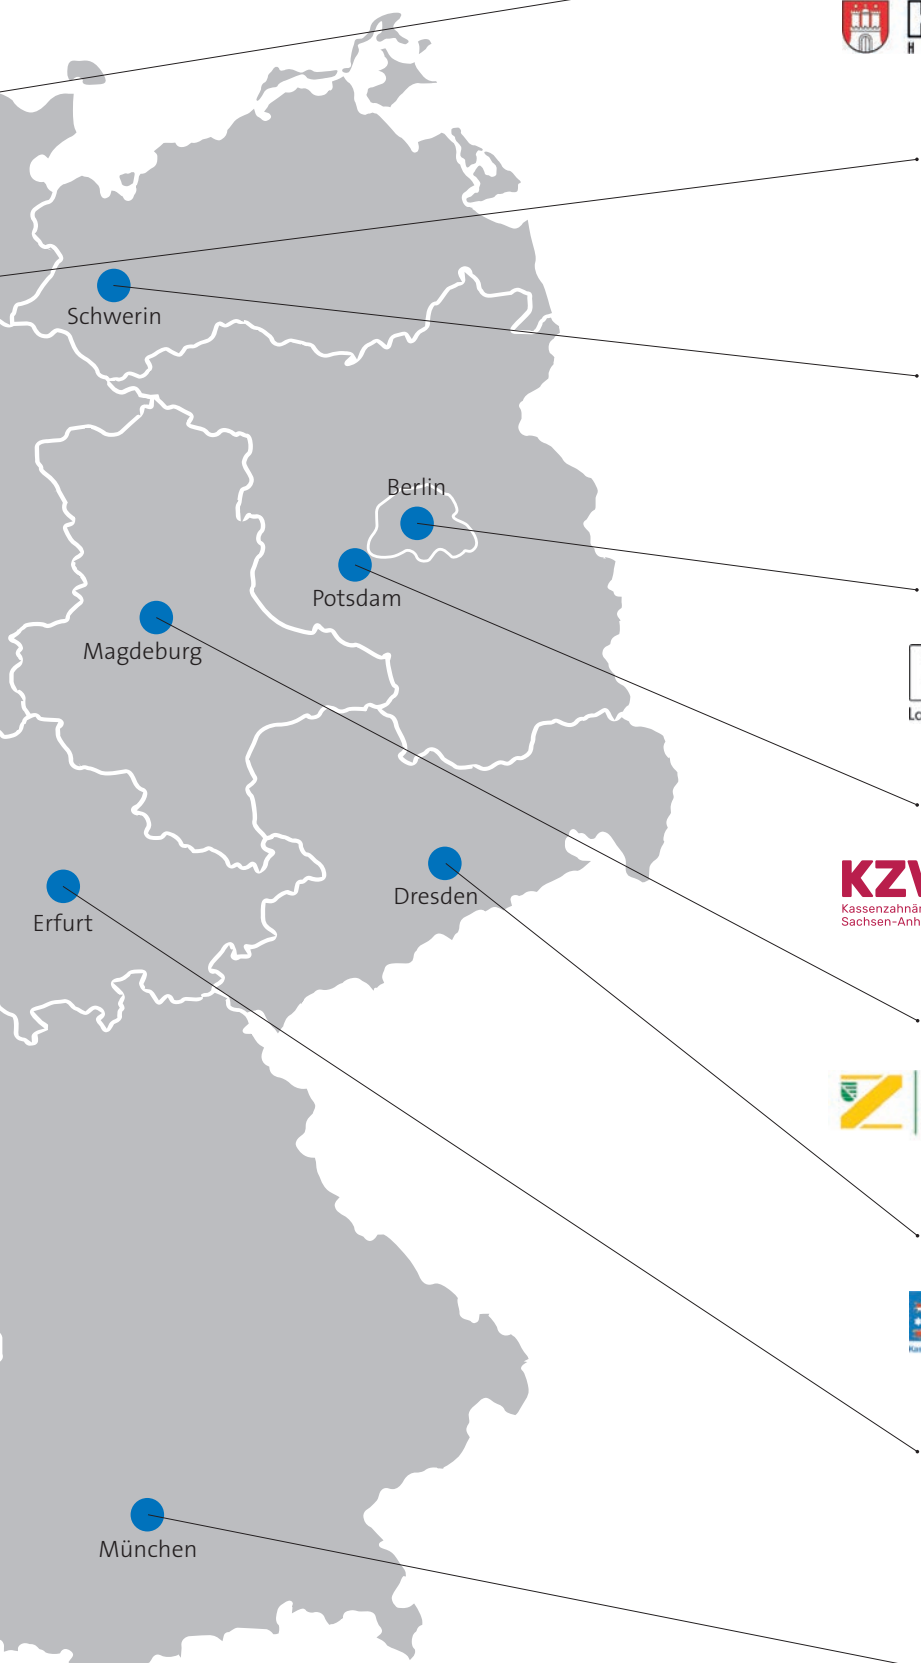 H
Schwerin
Berlin
Potsdam
Magdeburg
KZV
Kassenzahnär
Sachsen-Anh
Dresden
Erfurt
München